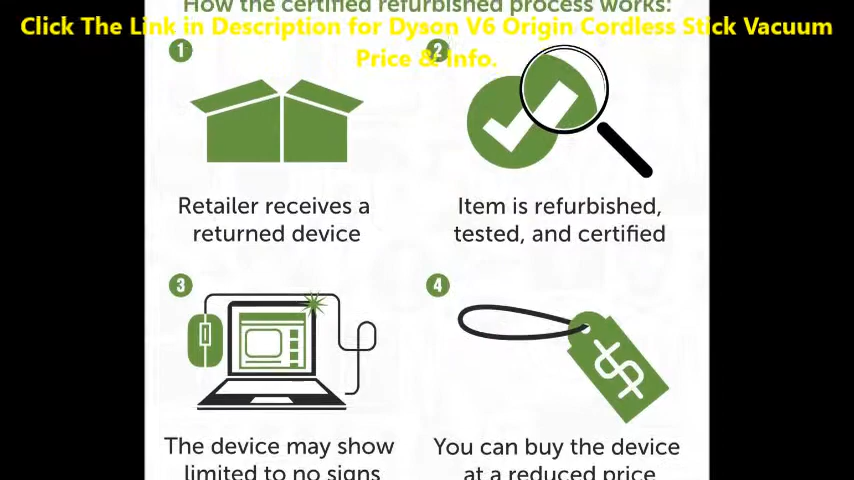 How the certified refurbished process works:
Click The Link in Description for Dyson V6 Origin Cordless Stick Vacuum
Price & Info.
1
2
Retailer receives a
returned device
Item is refurbished,
tested, and certified
3
4
The device may show
limited to no signs
You can buy the device
at a reduced price